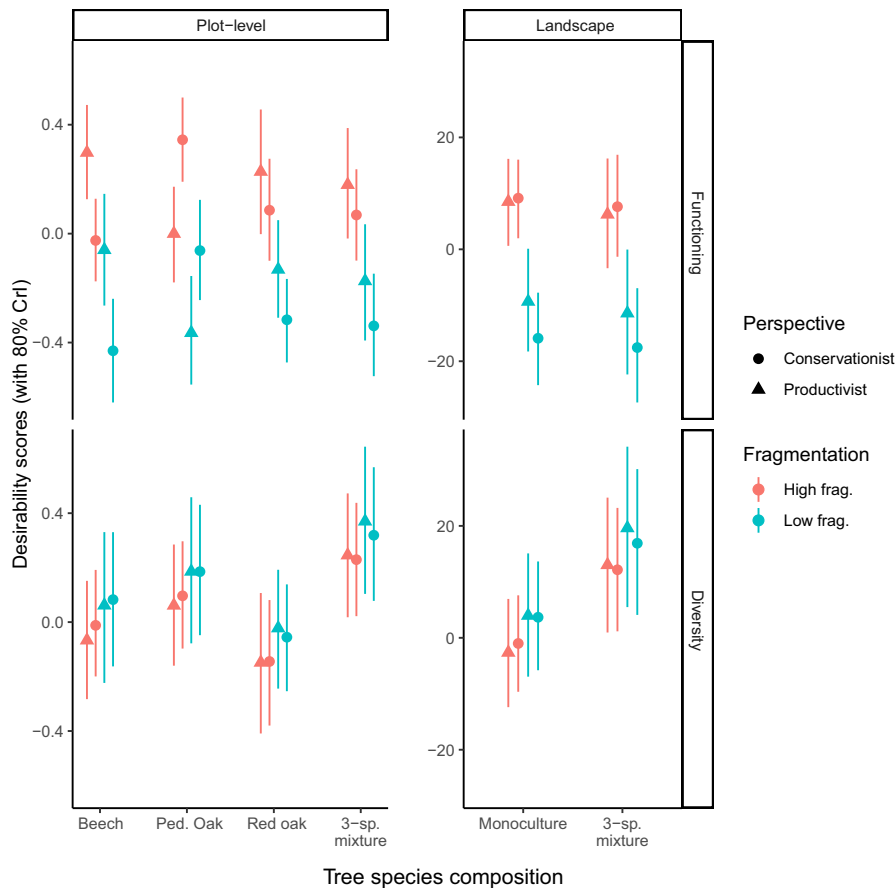 Plot−level
Landscape
Desirability scores (with 80% CrI)
0.4
0.0
−0.4
20
0
−20
Functioning
0.4
0.0
−0.4
20
0
−20
Diversity
Beech
Ped. Oak
Red oak
3−sp.
mixture
Monoculture
3−sp.
mixture
Tree species composition
Perspective
Conservationist
Productivist
Fragmentation
High frag.
Low frag.